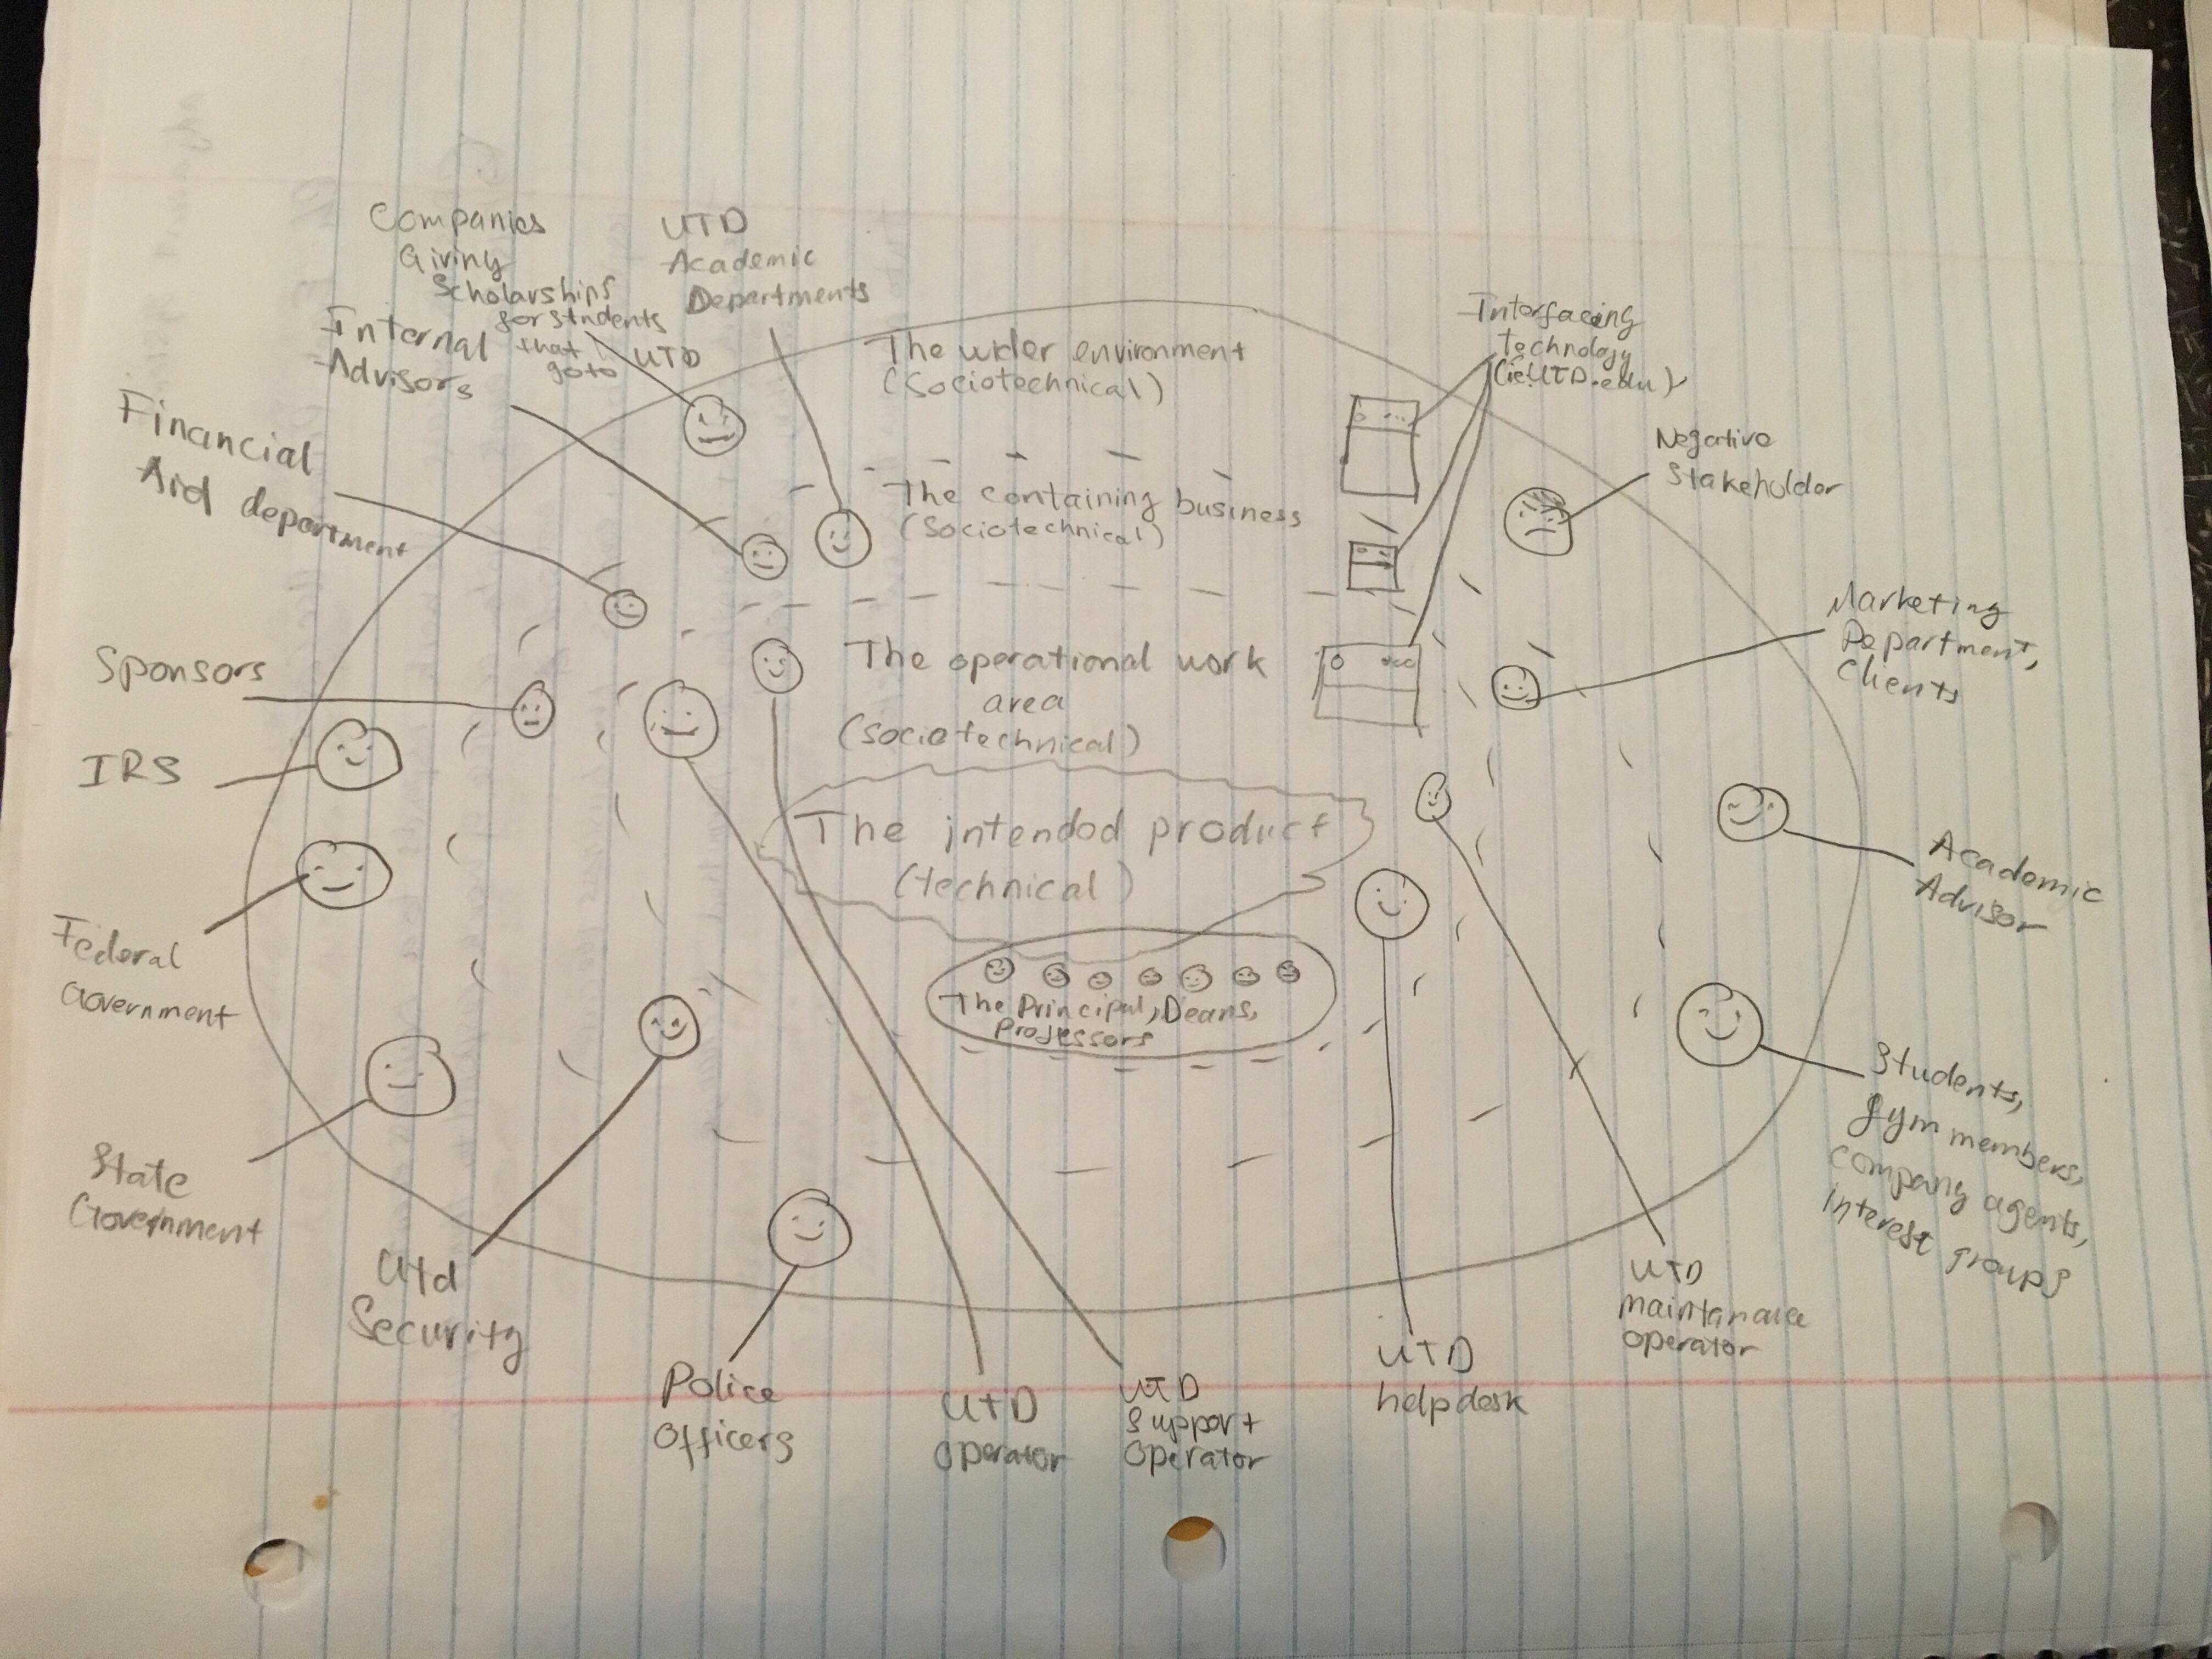 Companies
Giving
Scholarships
for students
that UTD
go to
UTD
Academic
Departments
Internal
Advisors
Financial
Aid department
Sponsors
IRS
Federal
Government
State
Government
Utd
Security
Police
Officers
UTD
Operator
UTD
Support
Operator
UTD
helpdesk
UTD
maintanance
operator
Students,
gym members,
company agents,
interest groups
Academic
Advisor
Marketing
Department,
Clients
Negative
Stakeholder
Interfacing
technology
(ie: UTD.edu)
The wider environment
(Sociotechnical)
The containing business
(Sociotechnical)
The operational work
area
(Sociotechnical)
The intended product
(technical)
The Principal, Deans,
Professors